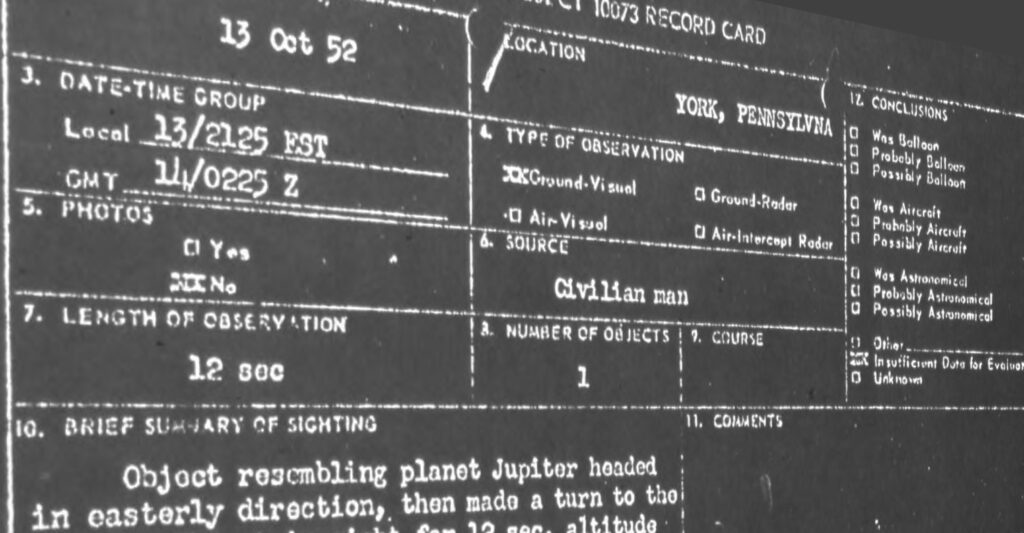 10073 RECORD CARD
13 Oct 52
LOCATION
YORK, PENNSYLVNA
3. DATE-TIME GROUP
Local 13/2125 EST
GMT 14/0225 Z
4. TYPE OF OBSERVATION
XX Ground-Visual
Ground-Radar
Air-Visual
Air-Intercept Radar
5. PHOTOS
Yes
XX No
6. SOURCE
Civilian man
7. LENGTH OF OBSERVATION
12 sec
8. NUMBER OF OBJECTS
1
9. COURSE
12. CONCLUSIONS
Was Balloon
Probably Balloon
Possibly Balloon
Was Aircraft
Probably Aircraft
Possibly Aircraft
Was Astronomical
Probably Astronomical
Possibly Astronomical
Other
XX Insufficient Data for
Unknown
10. BRIEF SUMMARY OF SIGHTING
Object resembling planet Jupiter headed
in easterly direction, then made a turn to the
for 12 sec. altitude
11. COMMENTS